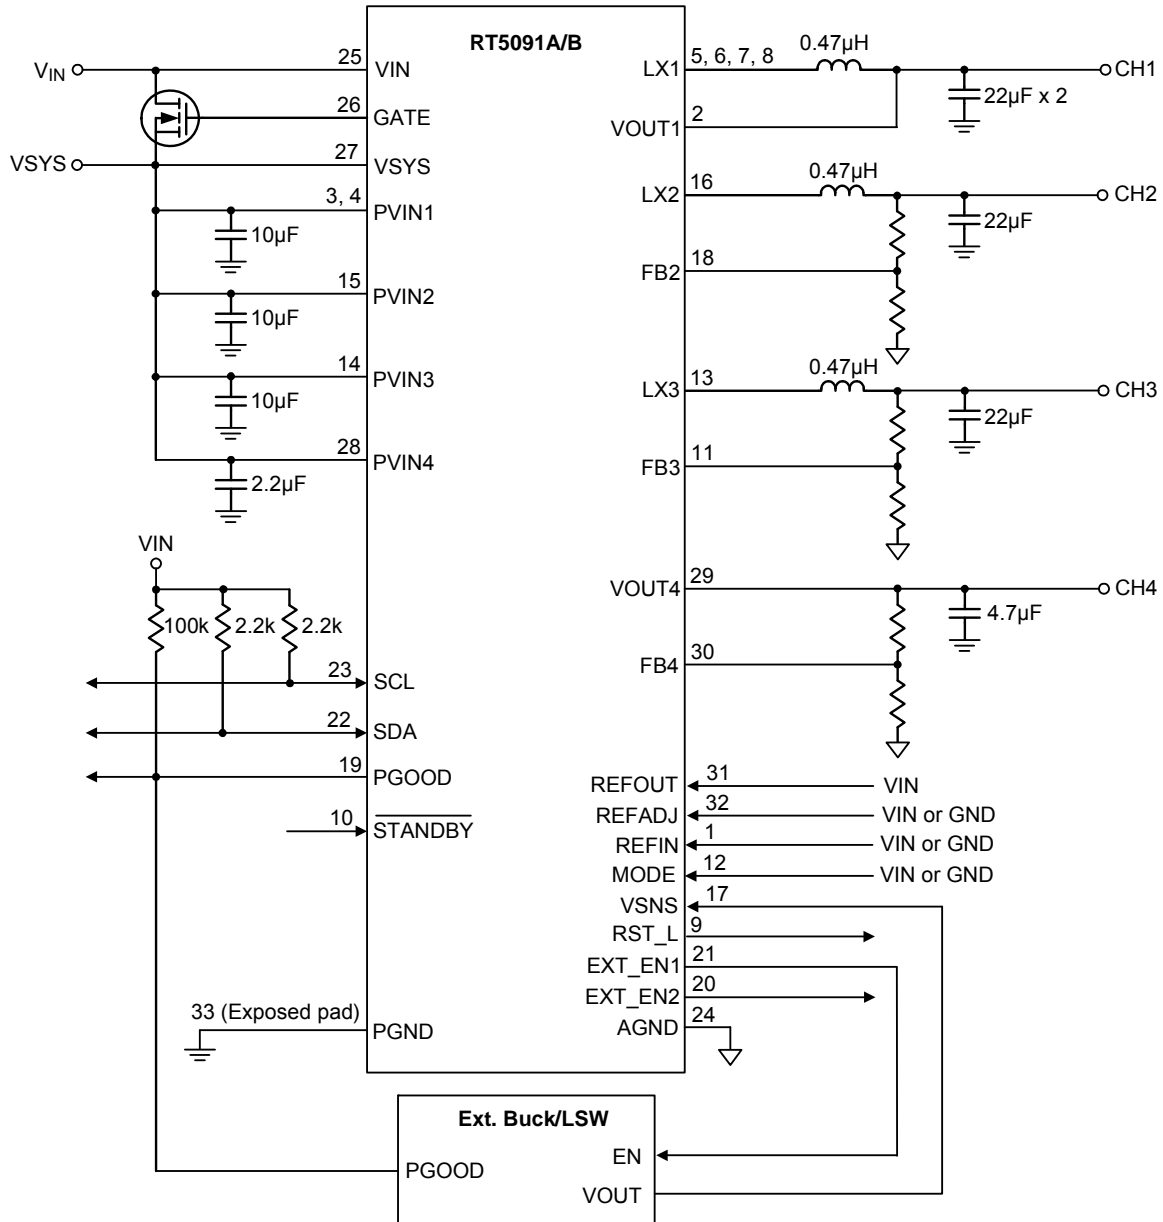 RT5091A/B
VIN
25
VIN
26
GATE
VSYS
27
VSYS
3, 4
PVIN1
10µF
15
PVIN2
10µF
14
PVIN3
10µF
28
PVIN4
2.2µF
VIN
100k
2.2k
2.2k
23
SCL
22
SDA
19
PGOOD
10
STANDBY
33 (Exposed pad)
PGND
LX1
5, 6, 7, 8
0.47µH
CH1
22µF x 2
VOUT1
2
LX2
16
0.47µH
CH2
22µF
FB2
18
LX3
13
0.47µH
CH3
22µF
FB3
11
VOUT4
29
CH4
4.7µF
FB4
30
REFOUT
31
VIN
REFADJ
32
VIN or GND
REFIN
1
VIN or GND
MODE
12
VIN or GND
VSNS
17
RST_L
9
EXT_EN1
21
EXT_EN2
20
AGND
24
Ext. Buck/LSW
PGOOD
EN
VOUT